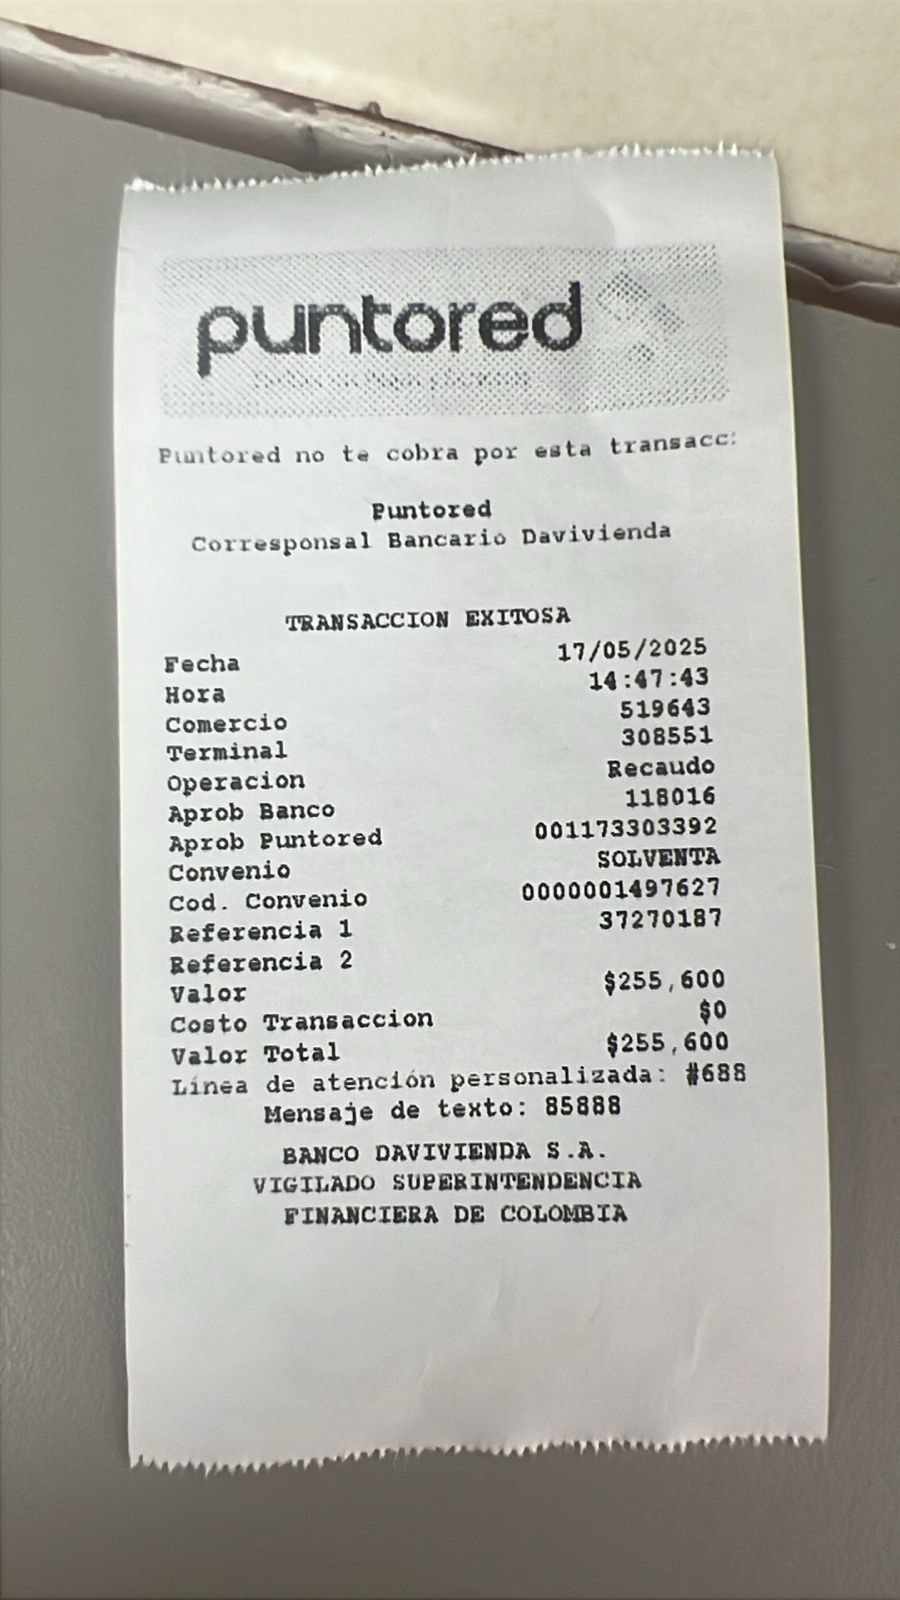 puntored
Puntored no te cobra por esta transacc
Puntored
Corresponsal Bancario Davivienda
TRANSACCION EXITOSA
Fecha 17/05/2025
Hora 14:47:43
Comercio 519643
Terminal 308551
Operacion Recaudo
Aprob Banco 118016
Aprob Puntored 001173303392
Convenio SOLVENTA
Cod. Convenio 0000001497627
Referencia 1 37270187
Referencia 2
Valor $255,600
Costo Transaccion $0
Valor Total $255,600
Línea de atención personalizada: #688
Mensaje de texto: 85888
BANCO DAVIVIENDA S.A.
VIGILADO SUPERINTENDENCIA
FINANCIERA DE COLOMBIA